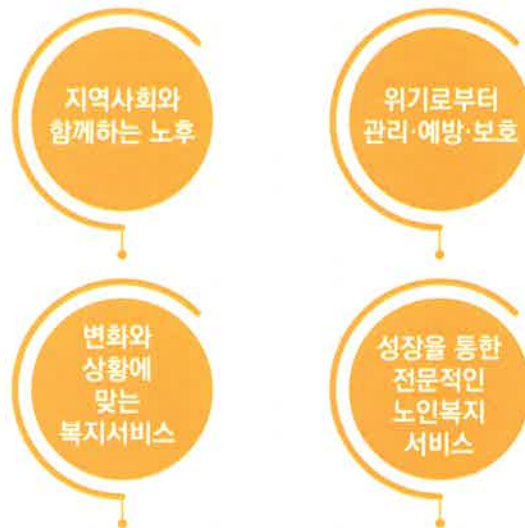 지역사회와
함께하는 노후
위기로부터
관리·예방·보호
변화와
상황에
맞는
복지서비스
성장을 통한
전문적인
노인복지
서비스